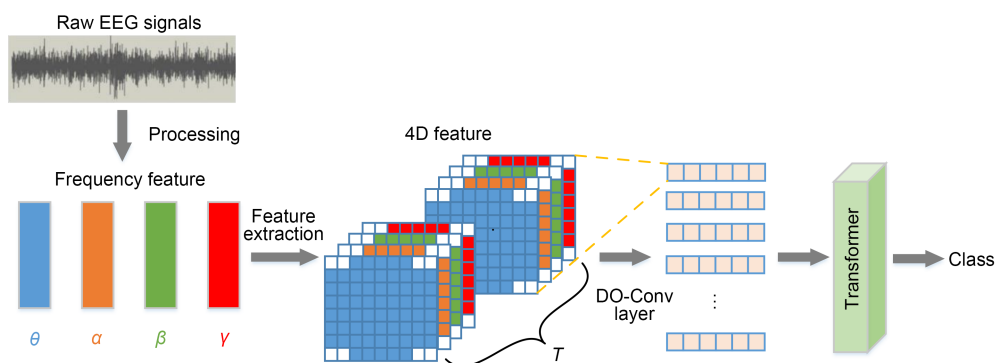 Raw EEG signals
Processing
4D feature
Frequency feature
Feature
extraction
θ
α
β
γ
T
DO-Conv
layer
⋮
Transformer
Class